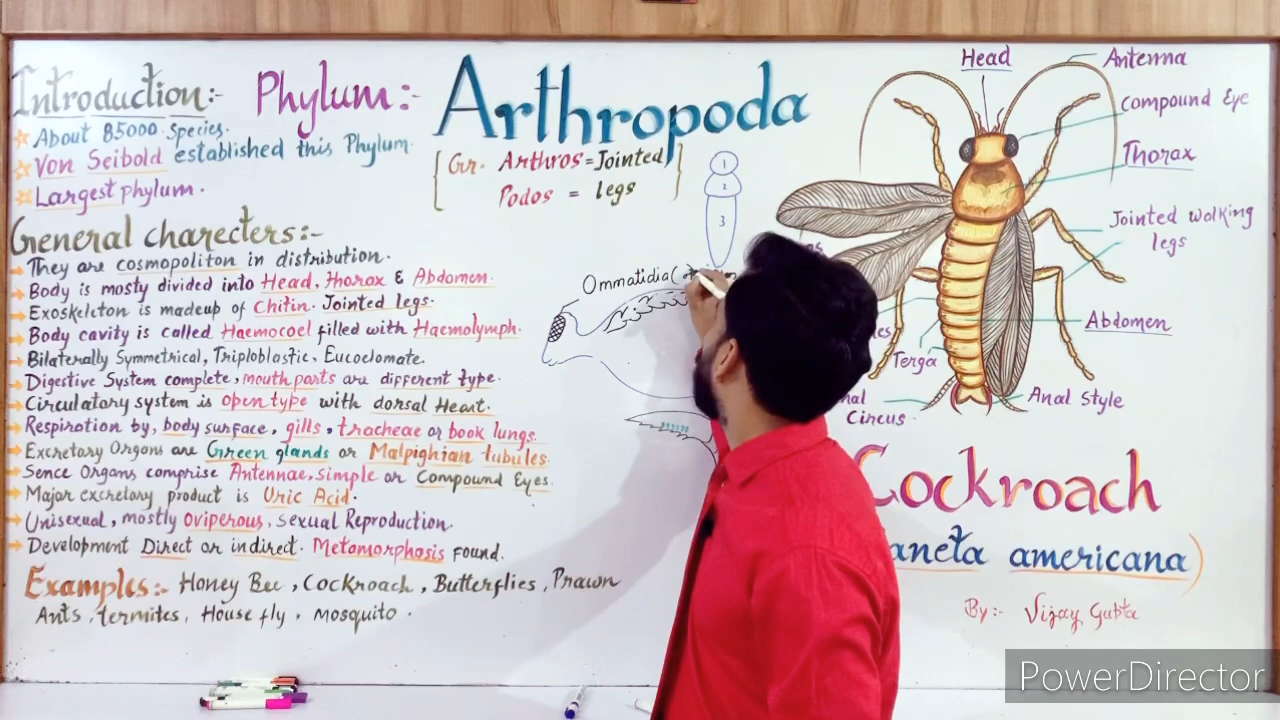 Introduction:-
About 85000 Species.
Von Seibold established this Phylum.
Largest phylum.
Phylum:- Arthropoda
Gr. Arthros = Jointed
Podos = legs
General charecters:-
They are cosmopoliton in distribution.
Body is mosty divided into Head, Thorax & Abdomen.
Exoskeleton is madeup of Chitin. Jointed legs.
Body cavity is called Haemocoel filled with Haemolymph.
Bilaterally Symmetrical, Triploblastic, Eucoelomate.
Digestive System complete, mouth parts are different type.
Circulatory system is open type with dorsal Heart.
Respiration by, body surface, gills, tracheae or book lungs.
Excretory Organs are Green glands or Malpighian tubules.
Sence Organs comprise Antennae, simple or Compound Eyes.
Major excretory product is Uric Acid.
Unisexual, mostly oviperous, sexual Reproduction.
Development Direct or indirect. Metamorphosis found.
Examples:- Honey Bee, Cockroach, Butterflies, Prawn
Ants, termites, House fly, mosquito.
1
2
3
Ommatidia(
Head
Antenna
Compound Eye
Thorax
Jointed walking
legs
Abdomen
Terga
Anal Style
Circus
Cockroach
americana)
By:- Vijay Gupta
PowerDirector